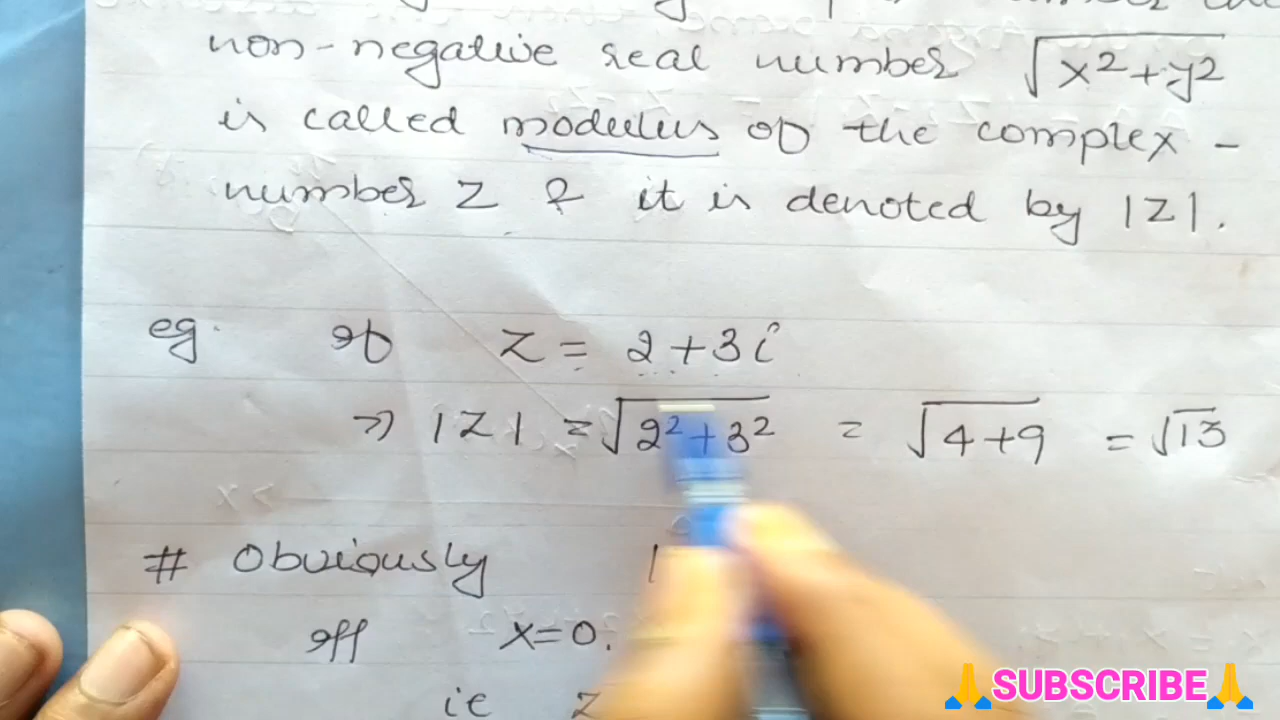 non-negative real number √x²+y²
is called modulus of the complex -
number Z & it is denoted by |Z|.
eg. If Z = 2+3i
⇒ |Z| = √2²+3² = √4+9 = √13
# Obviously |
iff x=0.
ie Z
🙏SUBSCRIBE🙏